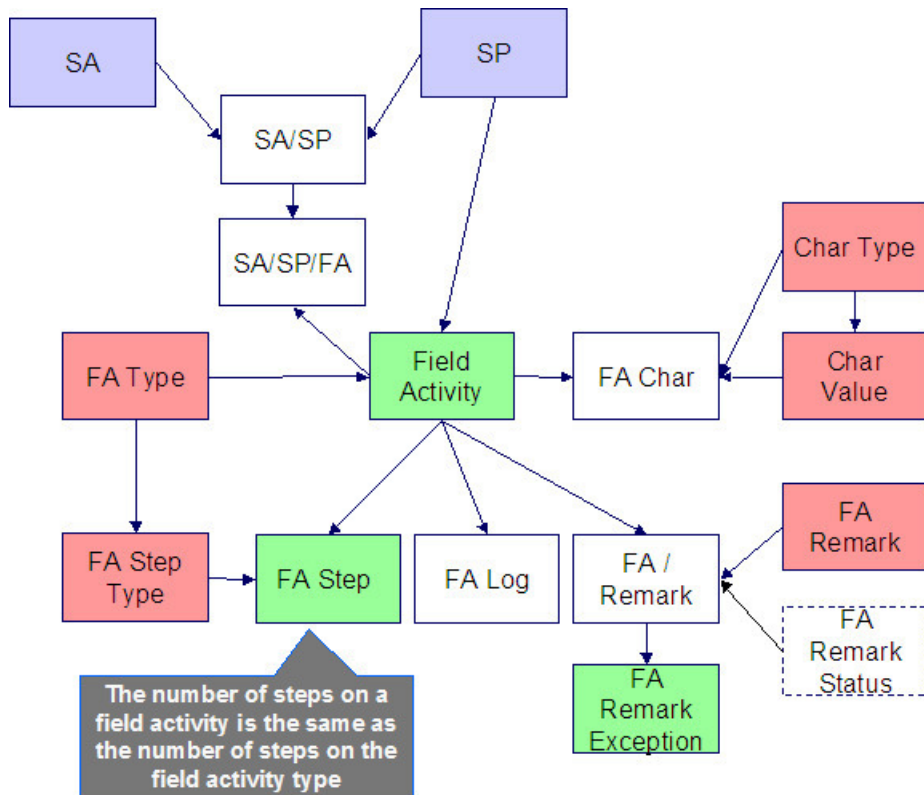 SA
SP
SA/SP
SA/SP/FA
Char Type
FA Type
Field
Activity
FA Char
Char
Value
FA Step
Type
FA Step
FA Log
FA /
Remark
FA
Remark
FA
Remark
Status
FA
Remark
Exception
The number of steps on a
field activity is the same as
the number of steps on the
field activity type